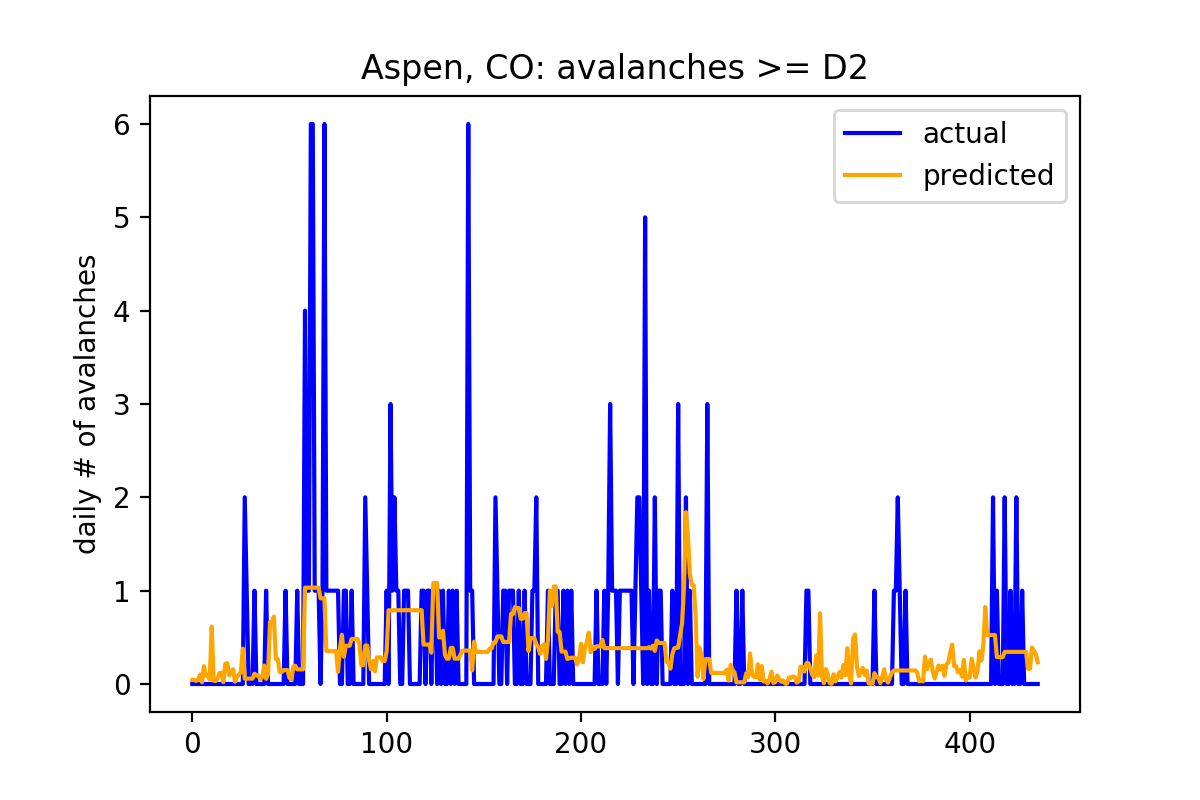 Aspen, CO: avalanches >= D2
actual
predicted
daily # of avalanches
6
5
4
3
2
1
0
0 100 200 300 400